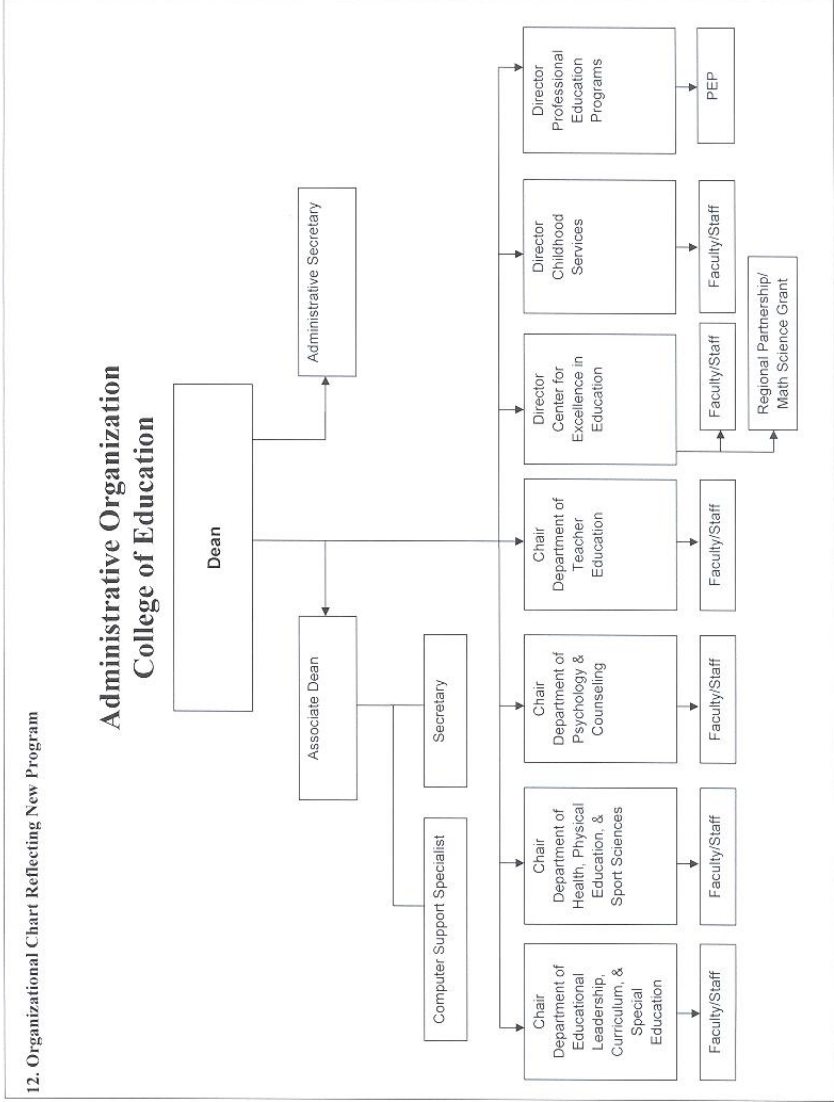 12. Organizational Chart Reflecting New Program
Administrative Organization
College of Education
Dean
Associate Dean
Administrative Secretary
Computer Support Specialist
Secretary
Chair
Department of
Educational
Leadership,
Curriculum, &
Special
Education
Chair
Department of
Health, Physical
Education, &
Sport Sciences
Chair
Department of
Psychology &
Counseling
Chair
Department of
Teacher
Education
Director
Center for
Excellence in
Education
Director
Childhood
Services
Director
Professional
Education
Programs
Faculty/Staff
Faculty/Staff
Faculty/Staff
Faculty/Staff
Faculty/Staff
Faculty/Staff
PEP
Regional Partnership/
Math Science Grant